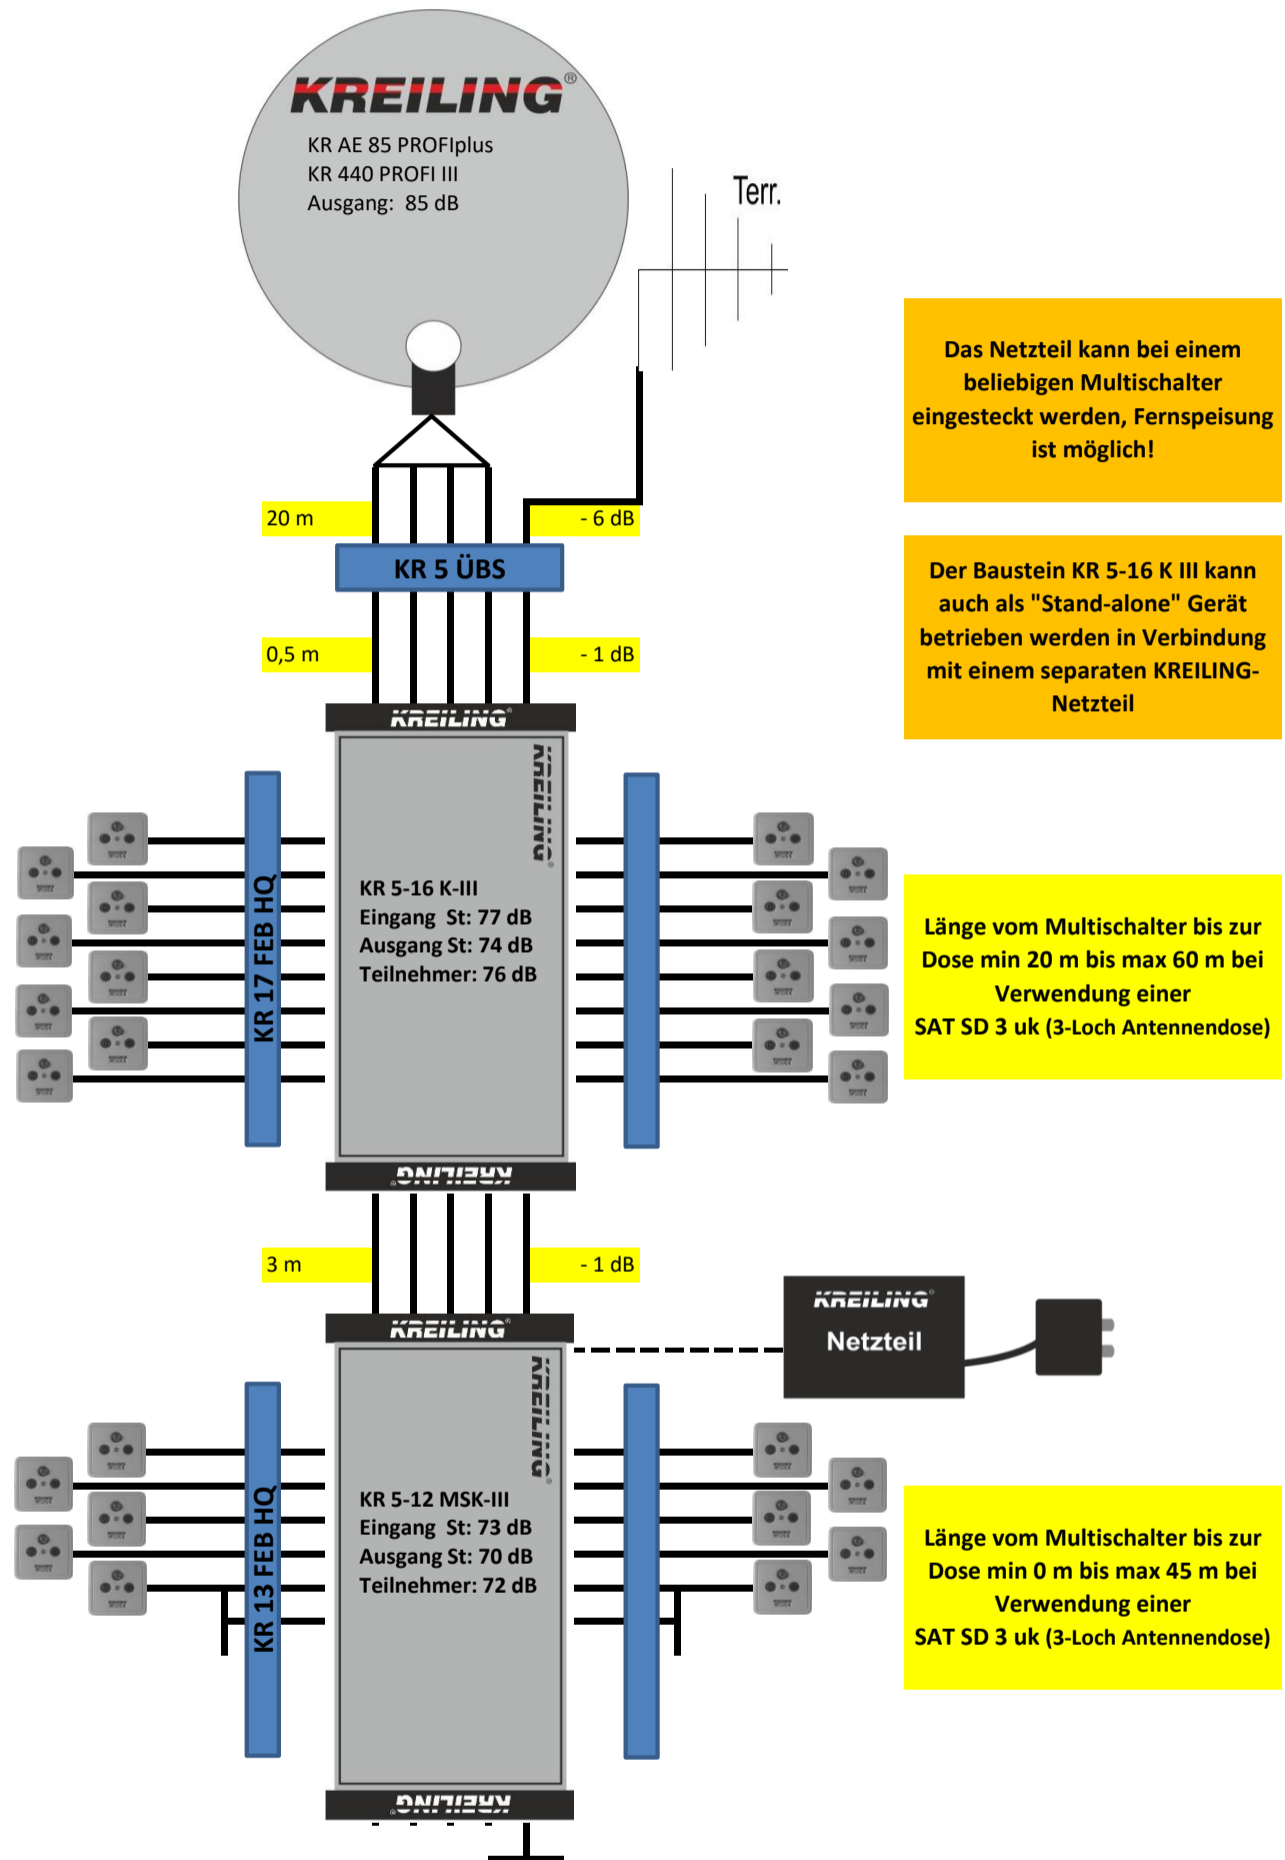 KREILING®
KR AE 85 PROFIplus
KR 440 PROFI III
Ausgang: 85 dB
Terr.
Das Netzteil kann bei einem
beliebigen Multischalter
eingesteckt werden, Fernspeisung
ist möglich!
20 m
- 6 dB
KR 5 ÜBS
Der Baustein KR 5-16 K III kann
auch als "Stand-alone" Gerät
betrieben werden in Verbindung
mit einem separaten KREILING-
Netzteil
0,5 m
- 1 dB
KREILING®
KREILING®
KR 17 FEB HQ
KR 5-16 K-III
Eingang St: 77 dB
Ausgang St: 74 dB
Teilnehmer: 76 dB
Länge vom Multischalter bis zur
Dose min 20 m bis max 60 m bei
Verwendung einer
SAT SD 3 uk (3-Loch Antennendose)
KREILING®
3 m
- 1 dB
KREILING®
Netzteil
KREILING®
KREILING®
KR 13 FEB HQ
KR 5-12 MSK-III
Eingang St: 73 dB
Ausgang St: 70 dB
Teilnehmer: 72 dB
Länge vom Multischalter bis zur
Dose min 0 m bis max 45 m bei
Verwendung einer
SAT SD 3 uk (3-Loch Antennendose)
KREILING®